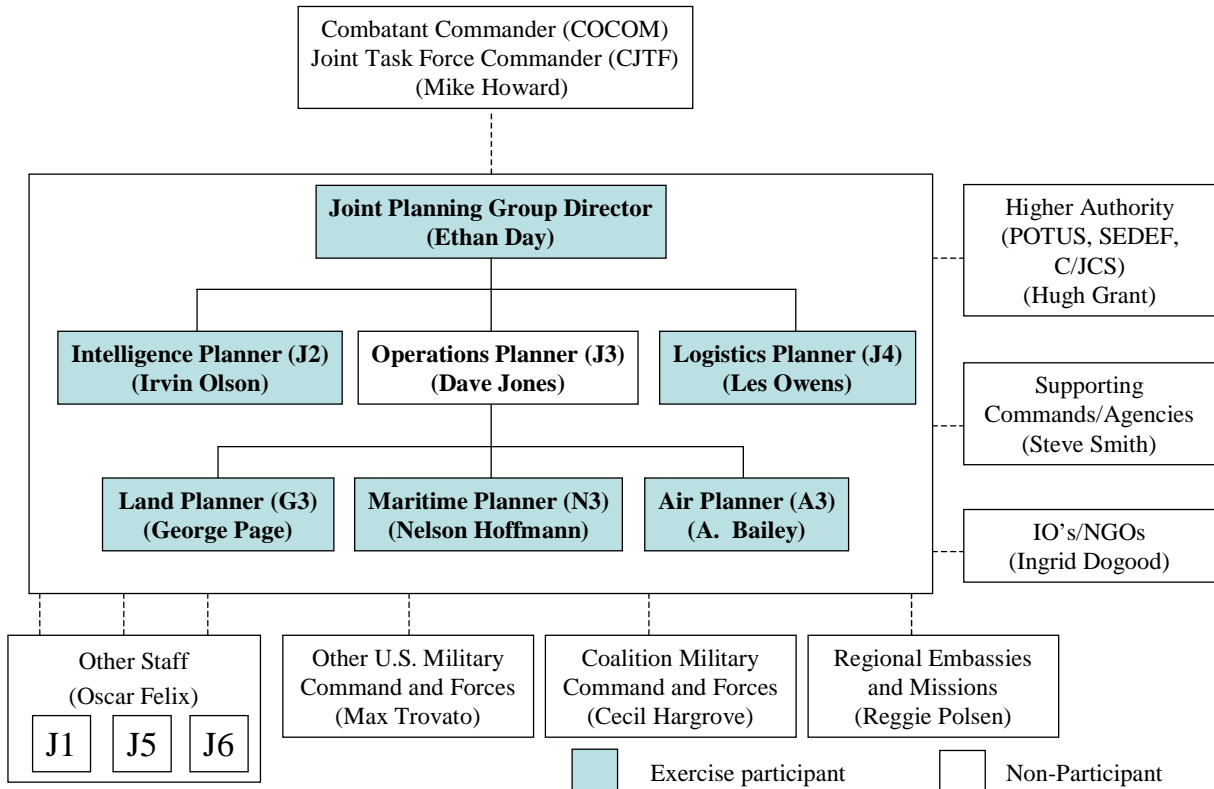 Combatant Commander (COCOM)
Joint Task Force Commander (CJTF)
(Mike Howard)
Joint Planning Group Director
(Ethan Day)
Intelligence Planner (J2)
(Irvin Olson)
Operations Planner (J3)
(Dave Jones)
Logistics Planner (J4)
(Les Owens)
Land Planner (G3)
(George Page)
Maritime Planner (N3)
(Nelson Hoffmann)
Air Planner (A3)
(A. Bailey)
Higher Authority
(POTUS, SEDEF,
C/JCS)
(Hugh Grant)
Supporting
Commands/Agencies
(Steve Smith)
IO’s/NGOs
(Ingrid Dogood)
Other Staff
(Oscar Felix)
J1
J5
J6
Other U.S. Military
Command and Forces
(Max Trovato)
Coalition Military
Command and Forces
(Cecil Hargrove)
Regional Embassies
and Missions
(Reggie Polsen)
Exercise participant
Non-Participant